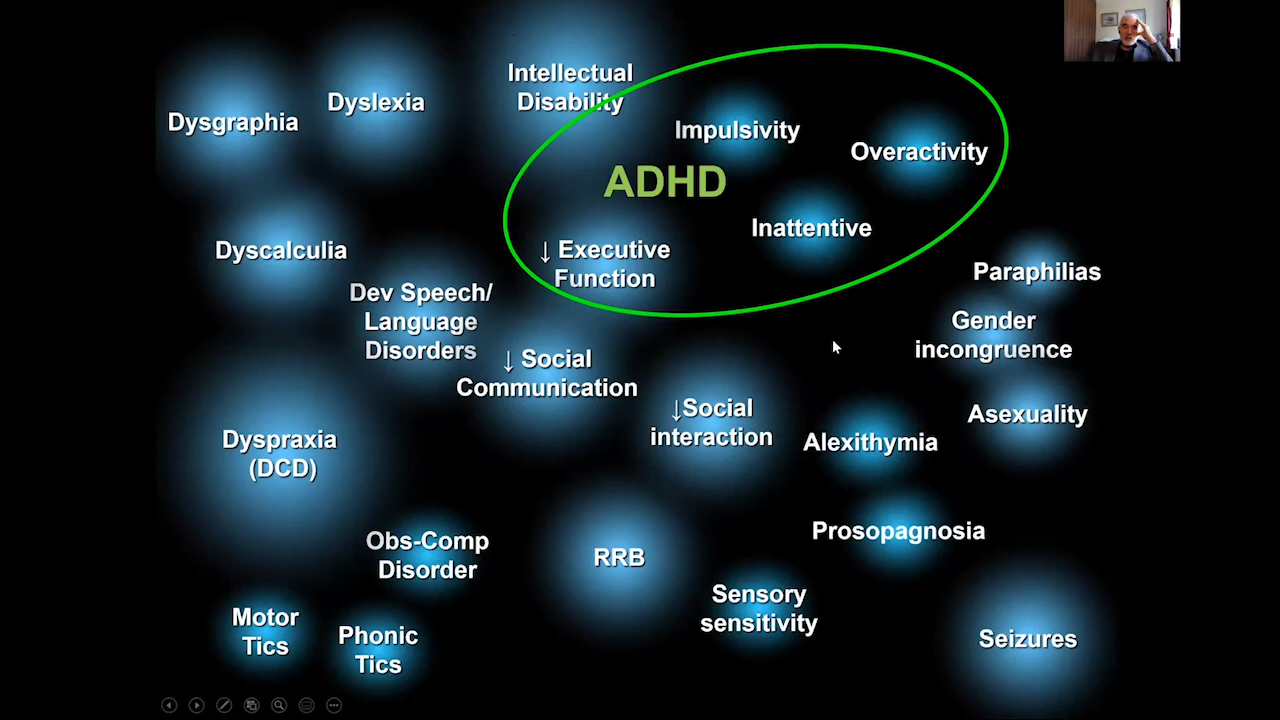 Intellectual
Disability
Dyslexia
Dysgraphia
Impulsivity
Overactivity
ADHD
Inattentive
Dyscalculia
↓ Executive
Function
Paraphilias
Dev Speech/
Language
Disorders
Gender
incongruence
↓ Social
Communication
↓Social
interaction
Asexuality
Alexithymia
Dyspraxia
(DCD)
Prosopagnosia
Obs-Comp
Disorder
RRB
Sensory
sensitivity
Motor
Tics
Phonic
Tics
Seizures